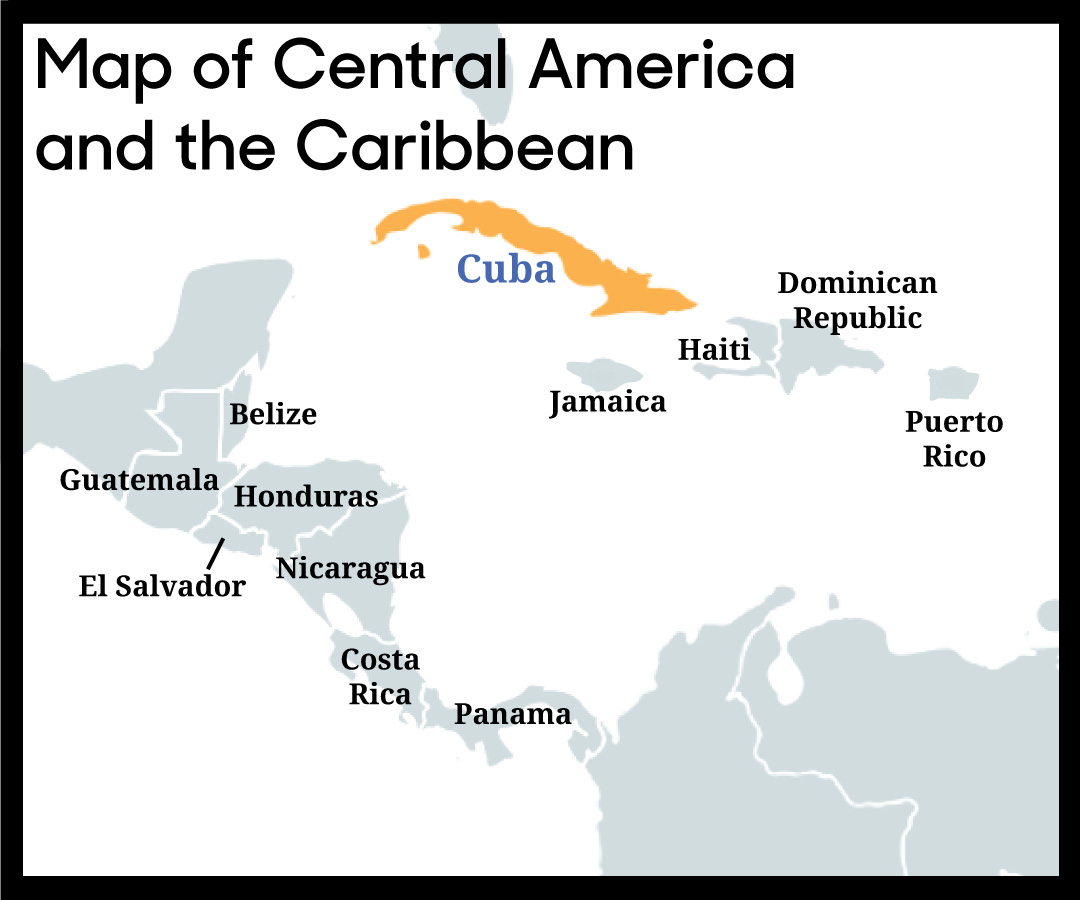 Map of Central America
and the Caribbean
Cuba
Dominican
Republic
Haiti
Jamaica
Puerto
Rico
Belize
Guatemala
Honduras
El Salvador
Nicaragua
Costa
Rica
Panama